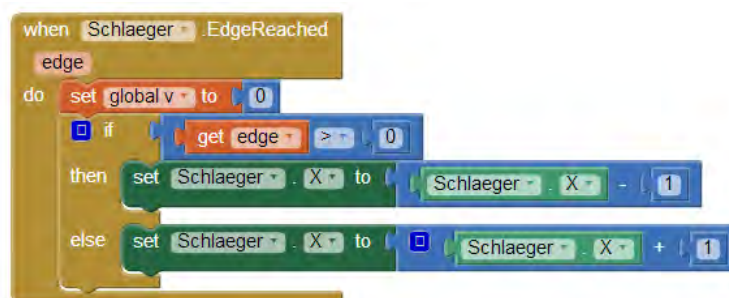 when Schlaeger .EdgeReached
edge
do set global v to 0
if get edge > 0
then set Schlaeger . X to Schlaeger . X - 1
else set Schlaeger . X to Schlaeger . X + 1